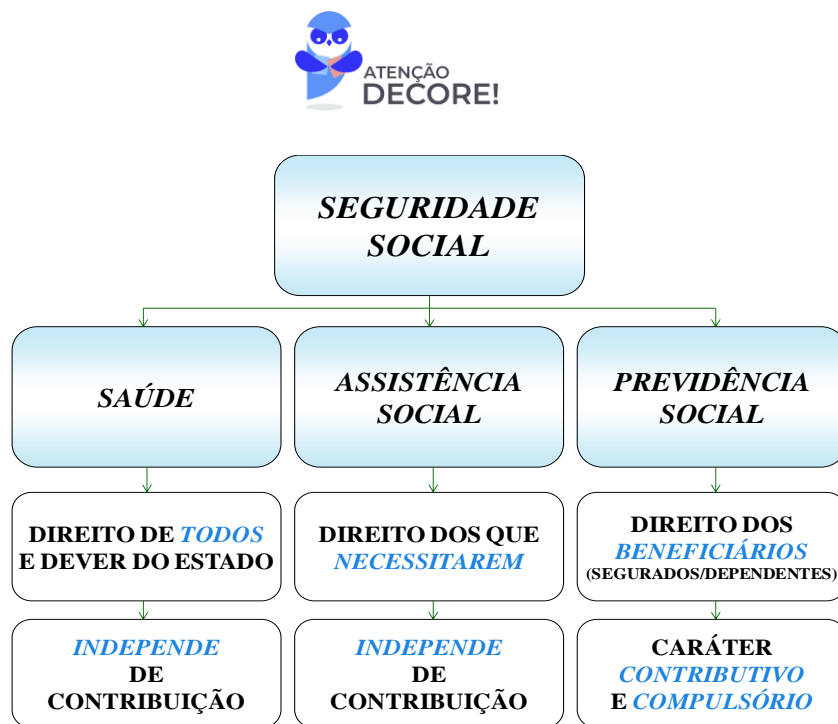 ATENÇÃO
DECORE!
SEGURIDADE
SOCIAL
SAÚDE
ASSISTÊNCIA
SOCIAL
PREVIDÊNCIA
SOCIAL
DIREITO DE TODOS
E DEVER DO ESTADO
DIREITO DOS QUE
NECESSITAREM
DIREITO DOS
BENEFICIÁRIOS
(SEGURADOS/DEPENDENTES)
INDEPENDE
DE
CONTRIBUIÇÃO
INDEPENDE
DE
CONTRIBUIÇÃO
CARÁTER
CONTRIBUTIVO
E COMPULSÓRIO